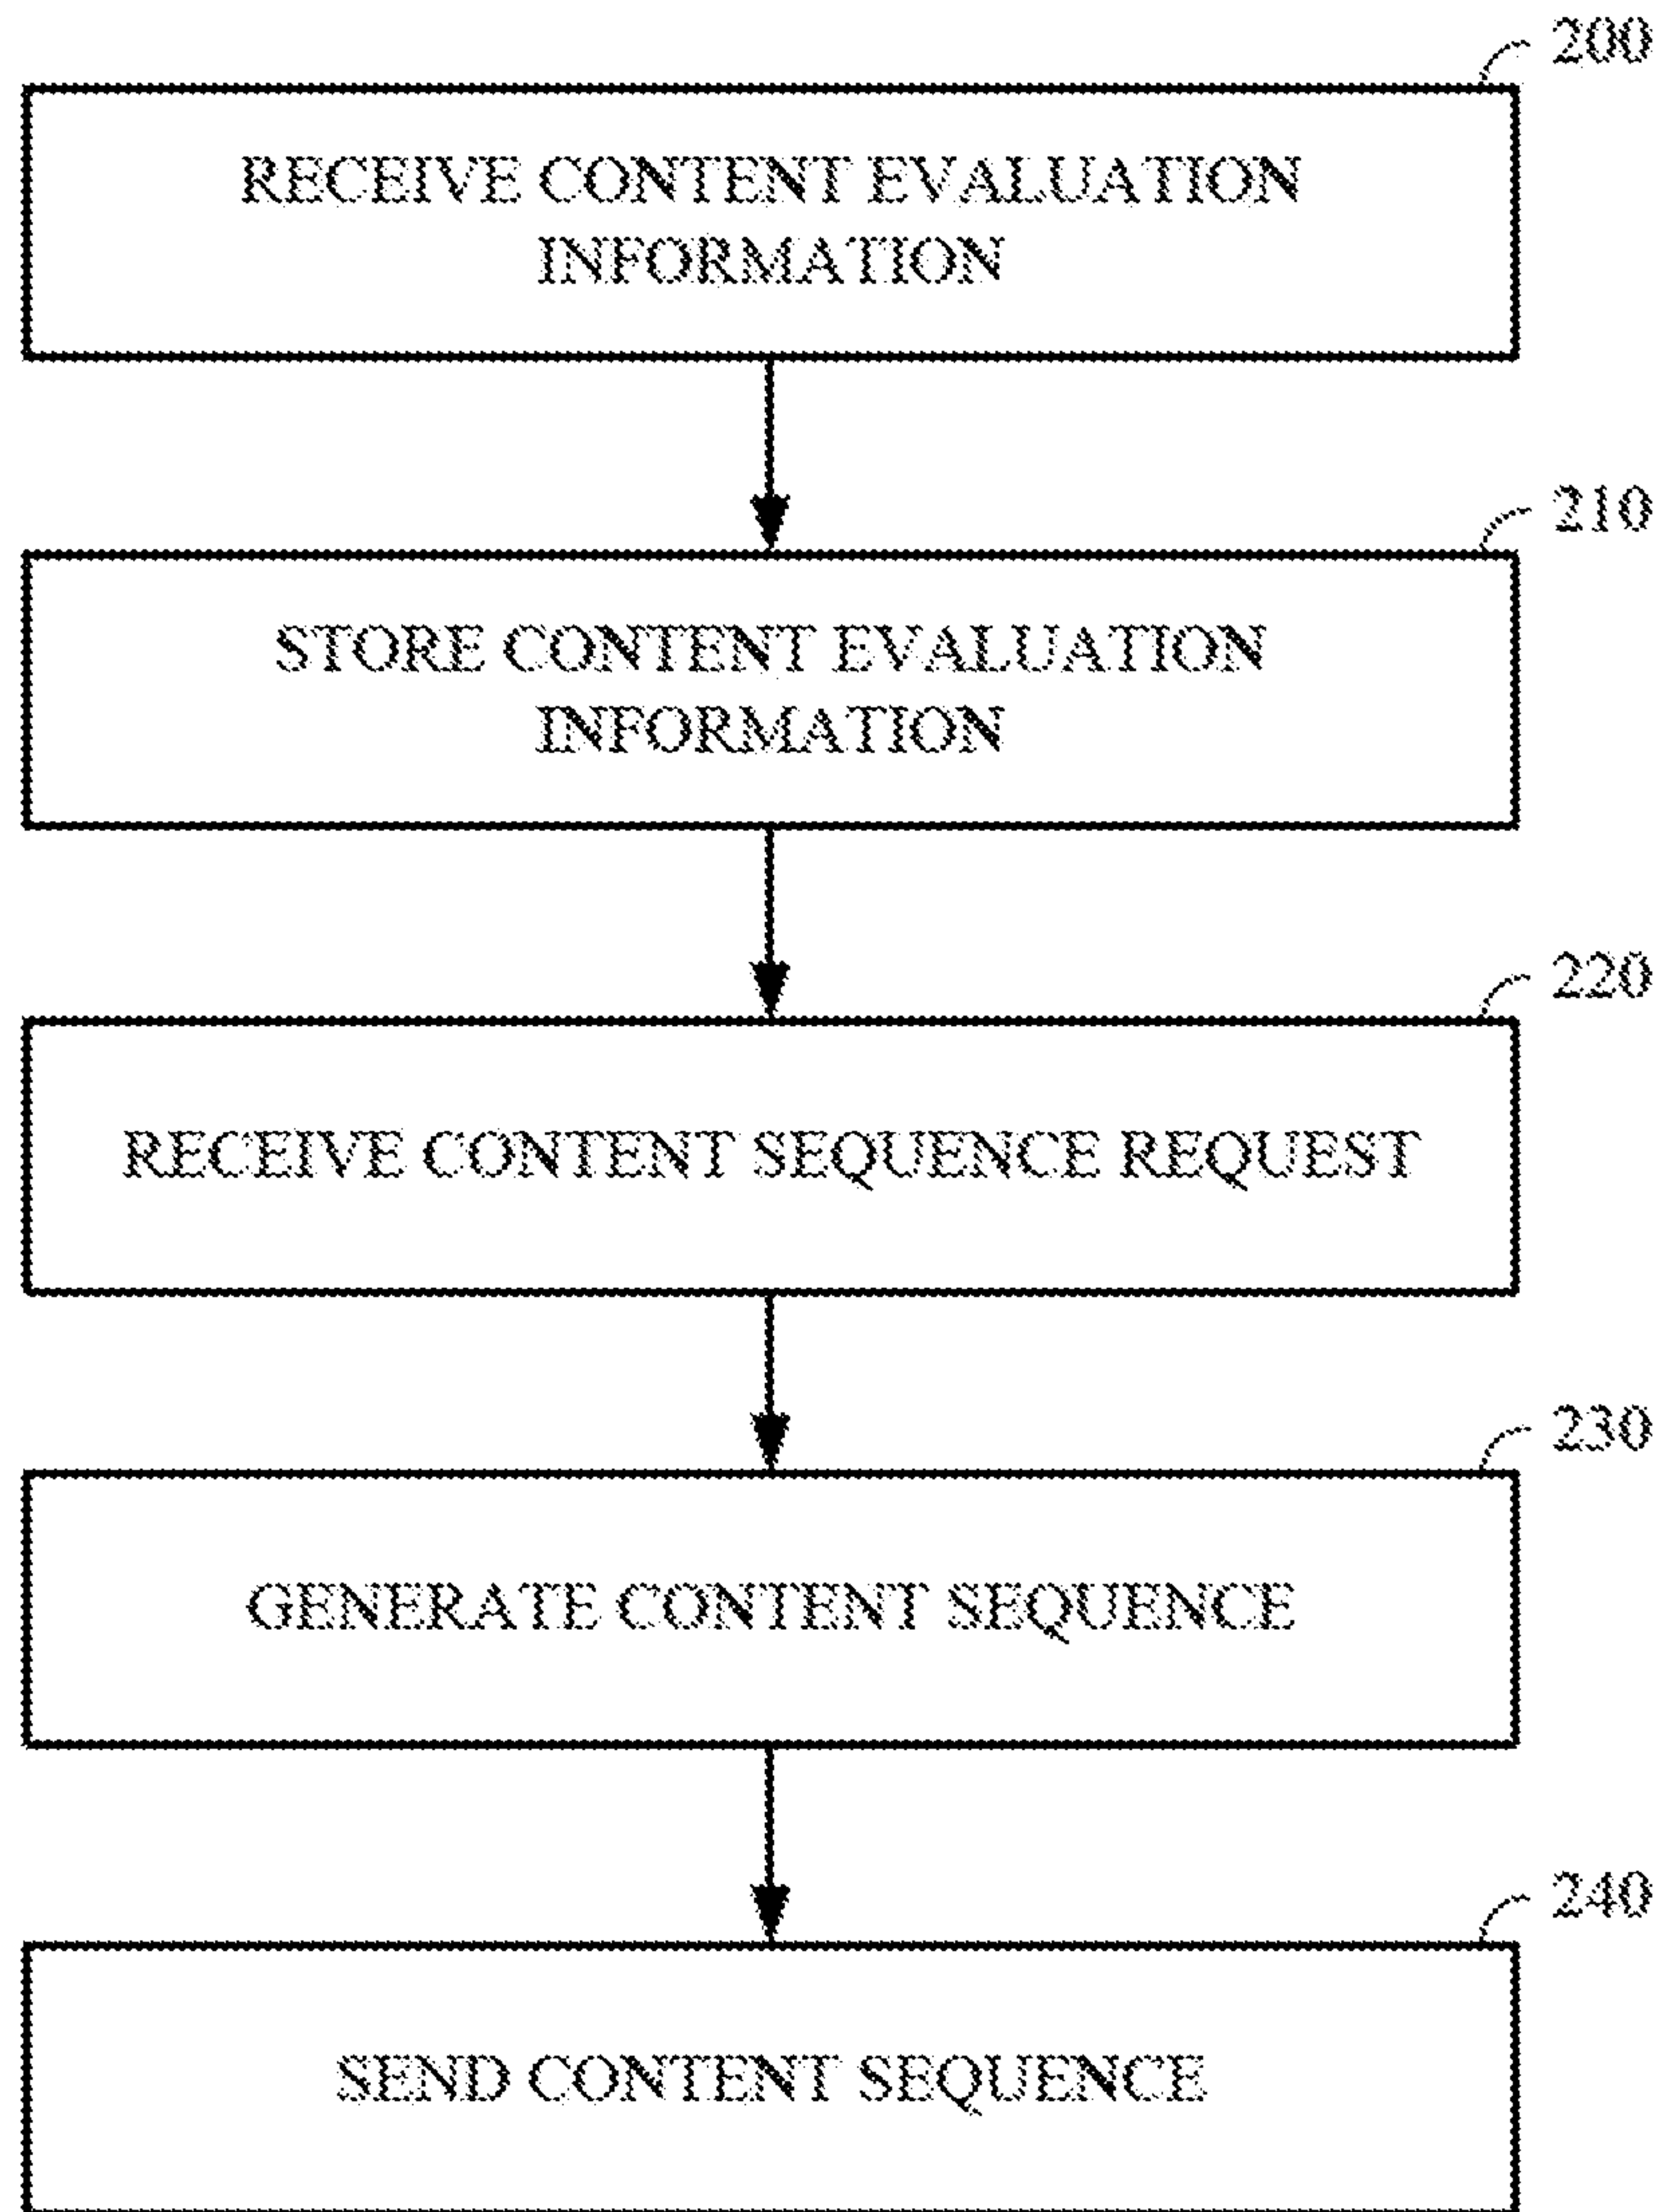 200
RECEIVE CONTENT EVALUATION
INFORMATION
210
STORE CONTENT EVALUATION
INFORMATION
220
RECEIVE CONTENT SEQUENCE REQUEST
230
GENERATE CONTENT SEQUENCE
240
SEND CONTENT SEQUENCE